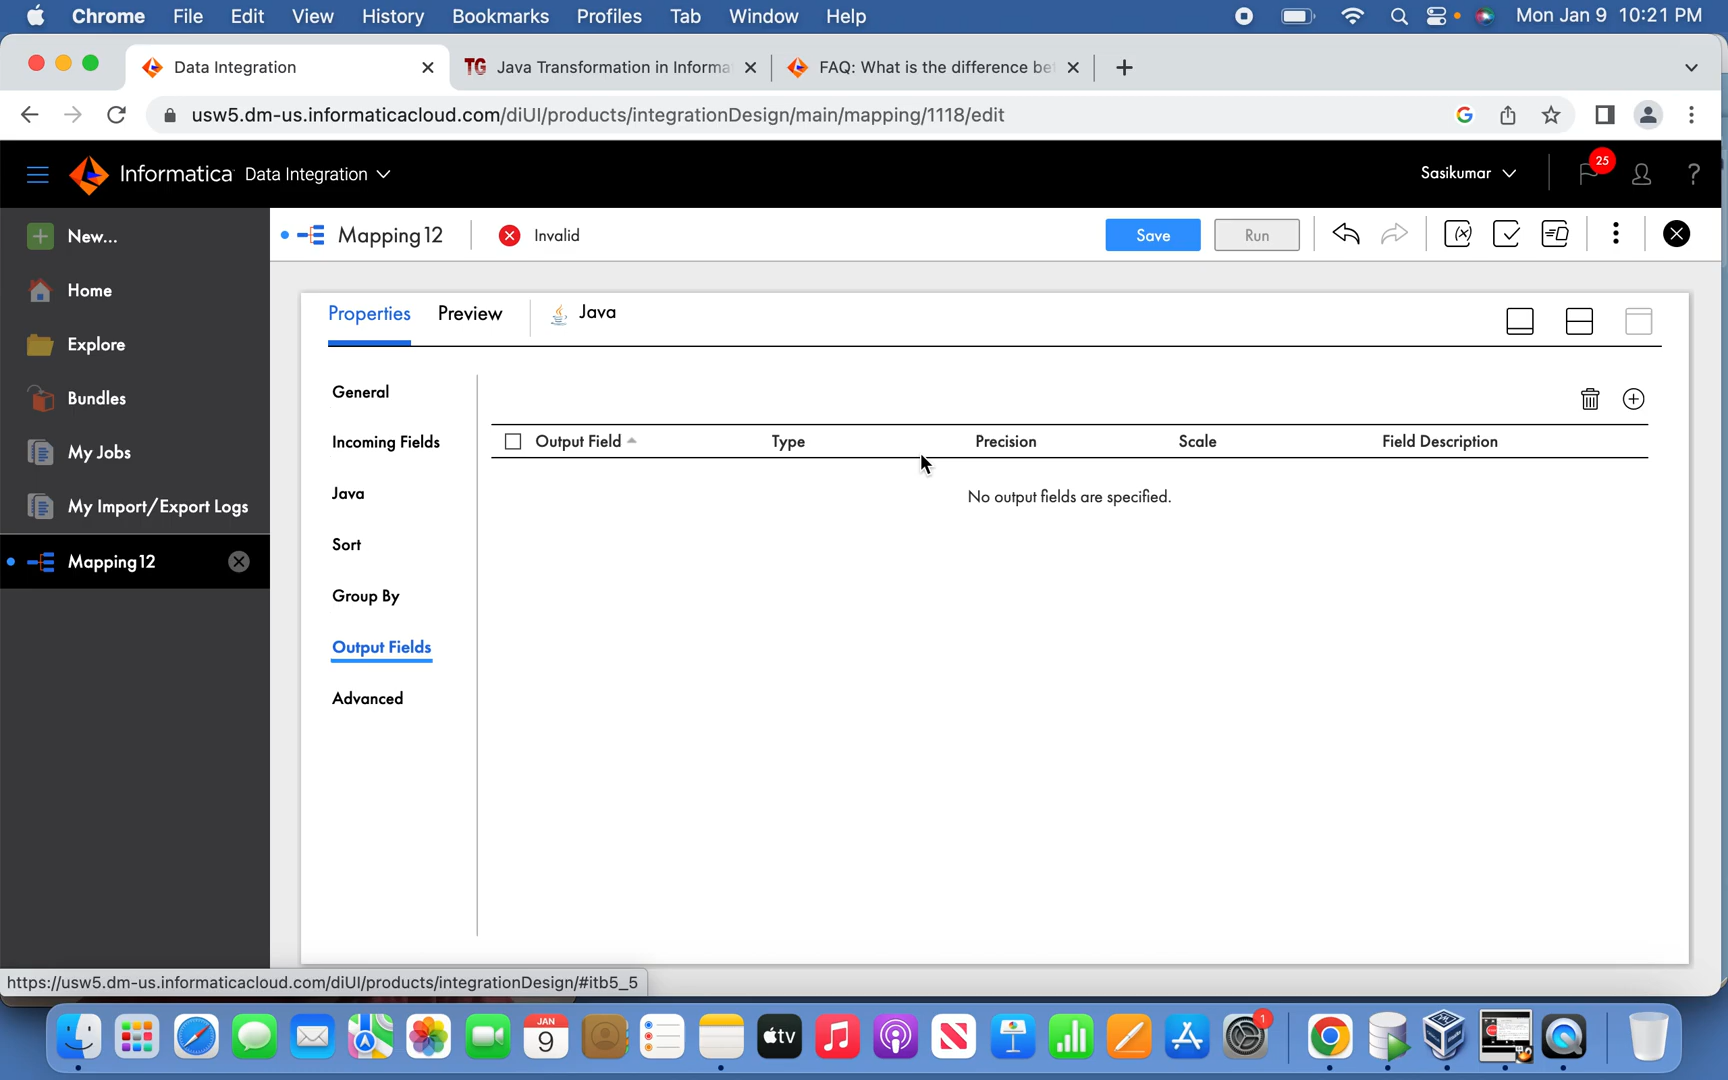 Chrome File Edit View History Bookmarks Profiles Tab Window Help Mon Jan 9 10:21 PM
Data Integration
TG Java Transformation in Informa
FAQ: What is the difference be
usw5.dm-us.informaticacloud.com/diUI/products/integrationDesign/main/mapping/1118/edit
Informatica Data Integration
Sasikumar
25
?
New...
Mapping12
Invalid
Save
Run
Home
Explore
Bundles
My Jobs
My Import/Export Logs
Mapping12
Properties Preview Java
General
Incoming Fields
Java
Sort
Group By
Output Fields
Advanced
Output Field Type Precision Scale Field Description
No output fields are specified.
https://usw5.dm-us.informaticacloud.com/diUI/products/integrationDesign/#itb5_5
JAN
9
tv
1